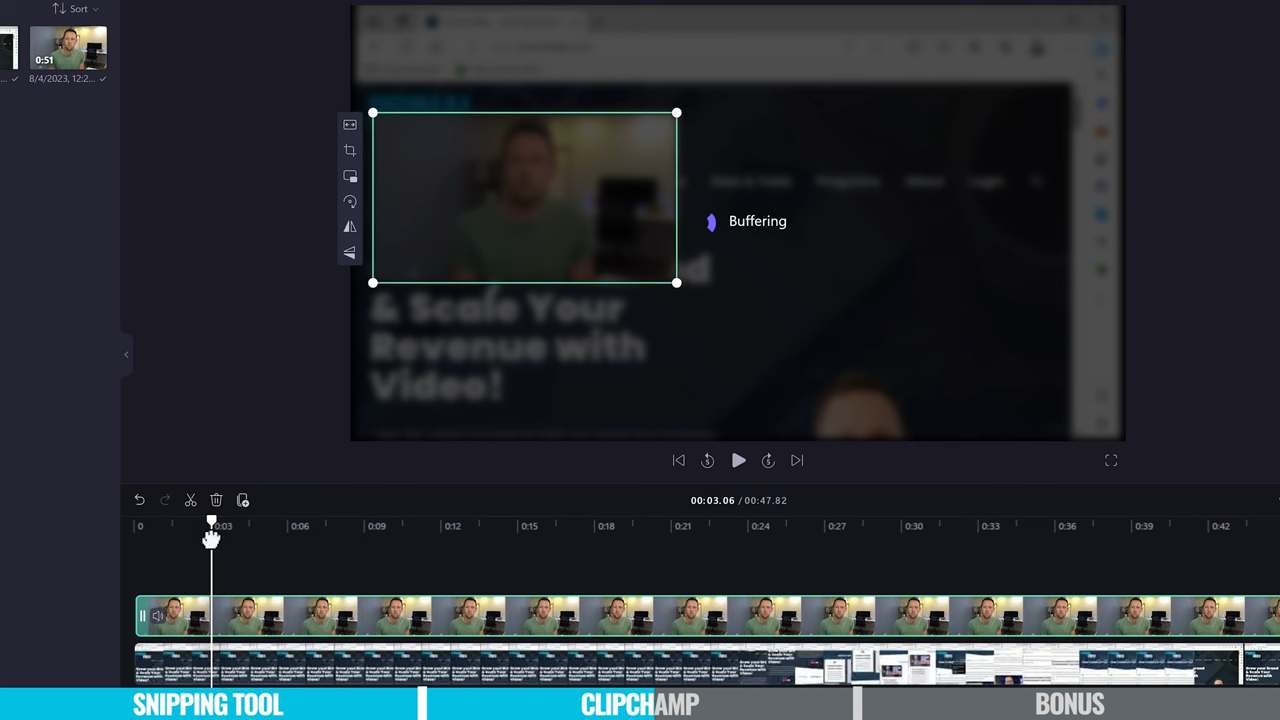 Sort
0:51
... 8/4/2023, 12:2...
Buffering
& Scale Your
Revenue with
Video!
00:03.06 / 00:47.82
0 0:03 0:06 0:09 0:12 0:15 0:18 0:21 0:24 0:27 0:30 0:33 0:36 0:39 0:42
SNIPPING TOOL CLIPCHAMP BONUS